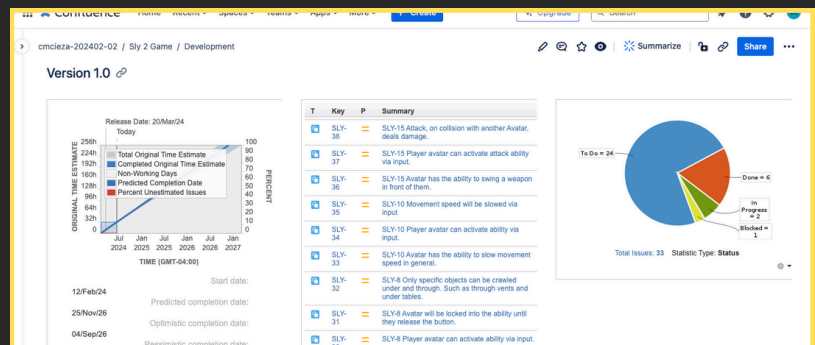 Confluence Home Recent Spaces Teams Apps More + Create Upgrade Search
cmcieza-202402-02 / Sly 2 Game / Development
Summarize Share
Version 1.0
Release Date: 20/Mar/24
Today
256h
224h
192h
160h
128h
96h
64h
32h
0
ORIGINAL TIME ESTIMATE
Total Original Time Estimate
Completed Original Time Estimate
Non-Working Days
Predicted Completion Date
Percent Unestimated Issues
100
90
80
70
60
50
40
30
20
10
0
PERCENT
Jul Jan Jul Jan Jul Jan
2024 2025 2025 2026 2026 2027
TIME (GMT-04:00)
Start date:
12/Feb/24
Predicted completion date:
25/Nov/26
Optimistic completion date:
04/Sep/26
Pessimistic completion date:
T Key P Summary
SLY-38 SLY-15 Attack, on collision with another Avatar,
deals damage.
SLY-37 SLY-15 Player avatar can activate attack ability
via input.
SLY-36 SLY-15 Avatar has the ability to swing a weapon
in front of them.
SLY-35 SLY-10 Movement speed will be slowed via
input
SLY-34 SLY-10 Player avatar can activate ability via
input.
SLY-33 SLY-10 Avatar has the ability to slow movement
speed in general.
SLY-32 SLY-8 Only specific objects can be crawled
under and through. Such as through vents and
under tables.
SLY-31 SLY-8 Avatar will be locked into the ability until
they release the button.
SLY- SLY-8 Player avatar can activate ability via input.
To Do = 24
Done = 6
In
Progress
= 2
Blocked =
1
Total Issues: 33 Statistic Type: Status